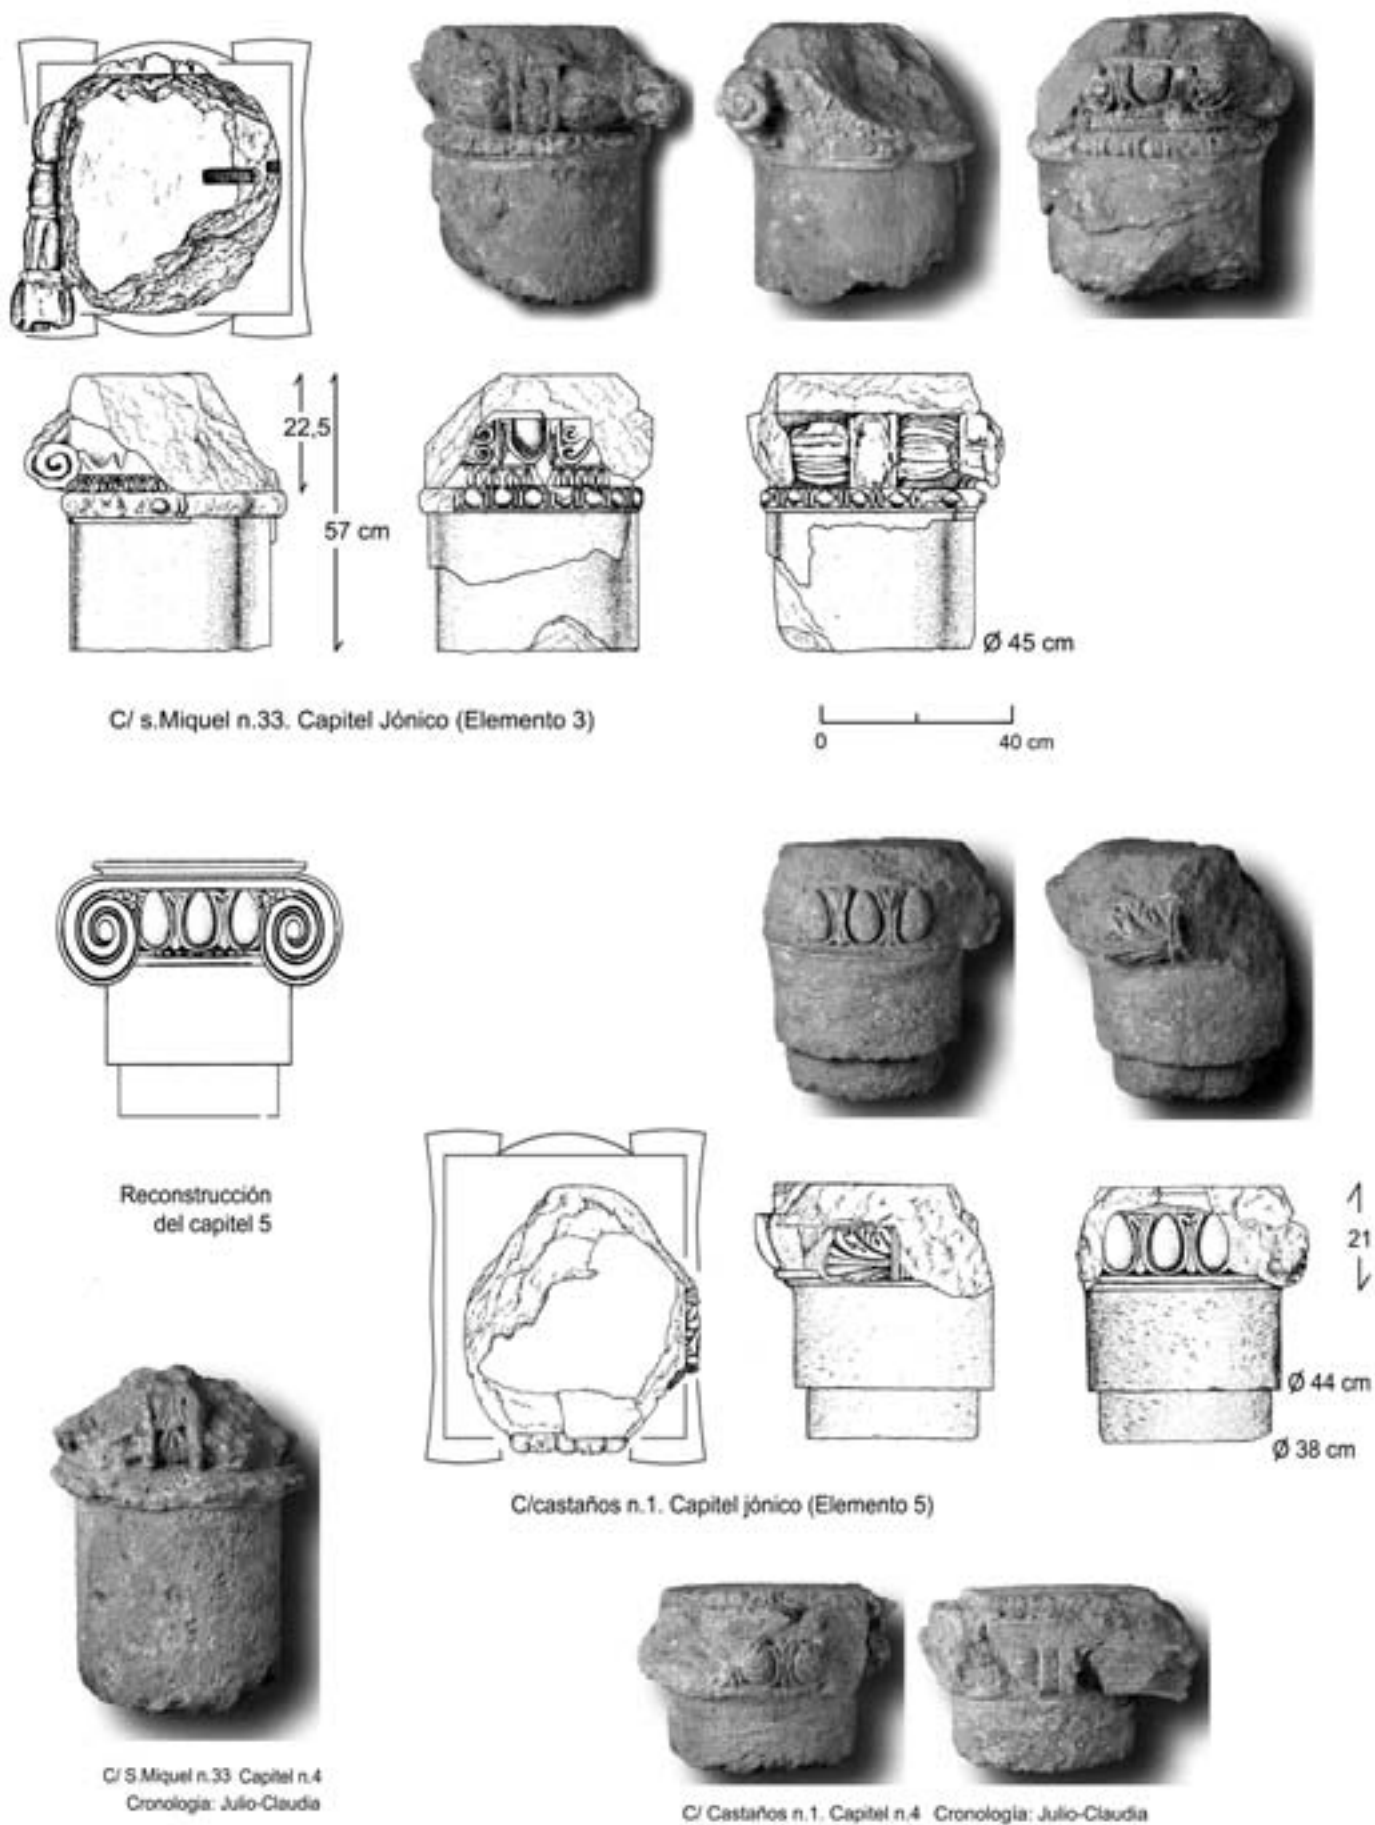 22,5
57 cm
Ø 45 cm
C/ s.Miquel n.33. Capitel Jónico (Elemento 3)
0 40 cm
Reconstrucción
del capitel 5
21
Ø 44 cm
Ø 38 cm
C/castaños n.1. Capitel jónico (Elemento 5)
C/ S.Miquel n.33 Capitel n.4
Cronologia: Julio-Claudia
C/ Castaños n.1. Capitel n.4 Cronología: Julio-Claudia